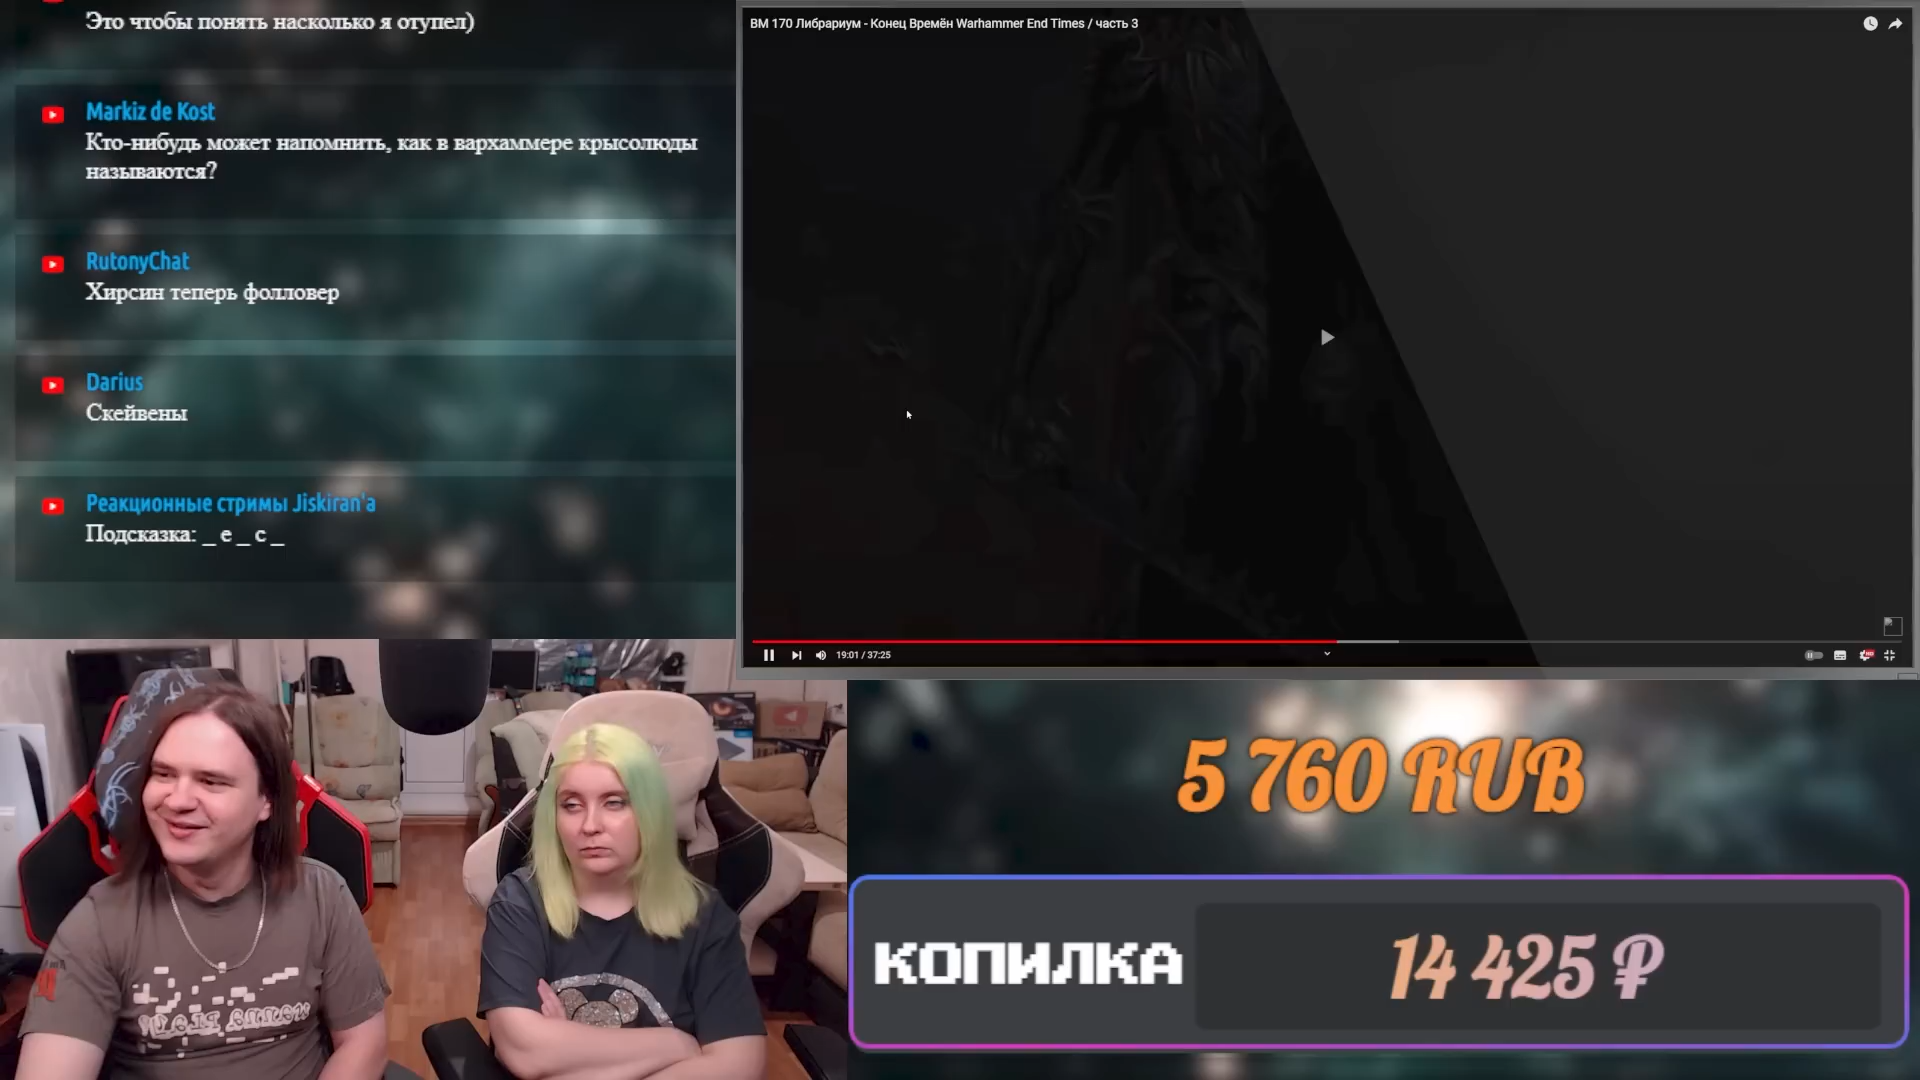 Это чтобы понять насколько я отупел)
Markiz de Kost
Кто-нибудь может напомнить, как в вархаммере крысолюды
называются?
RutonyChat
Хирсин теперь фолловер
Darius
Скейвены
Реакционные стримы Jiskiran'a
Подсказка: _ е _ с _
ВМ 170 Либрариум - Конец Времён Warhammer End Times / часть 3
19:01 / 37:25
5 760 RUB
КОПИЛКА
14 425 ₽